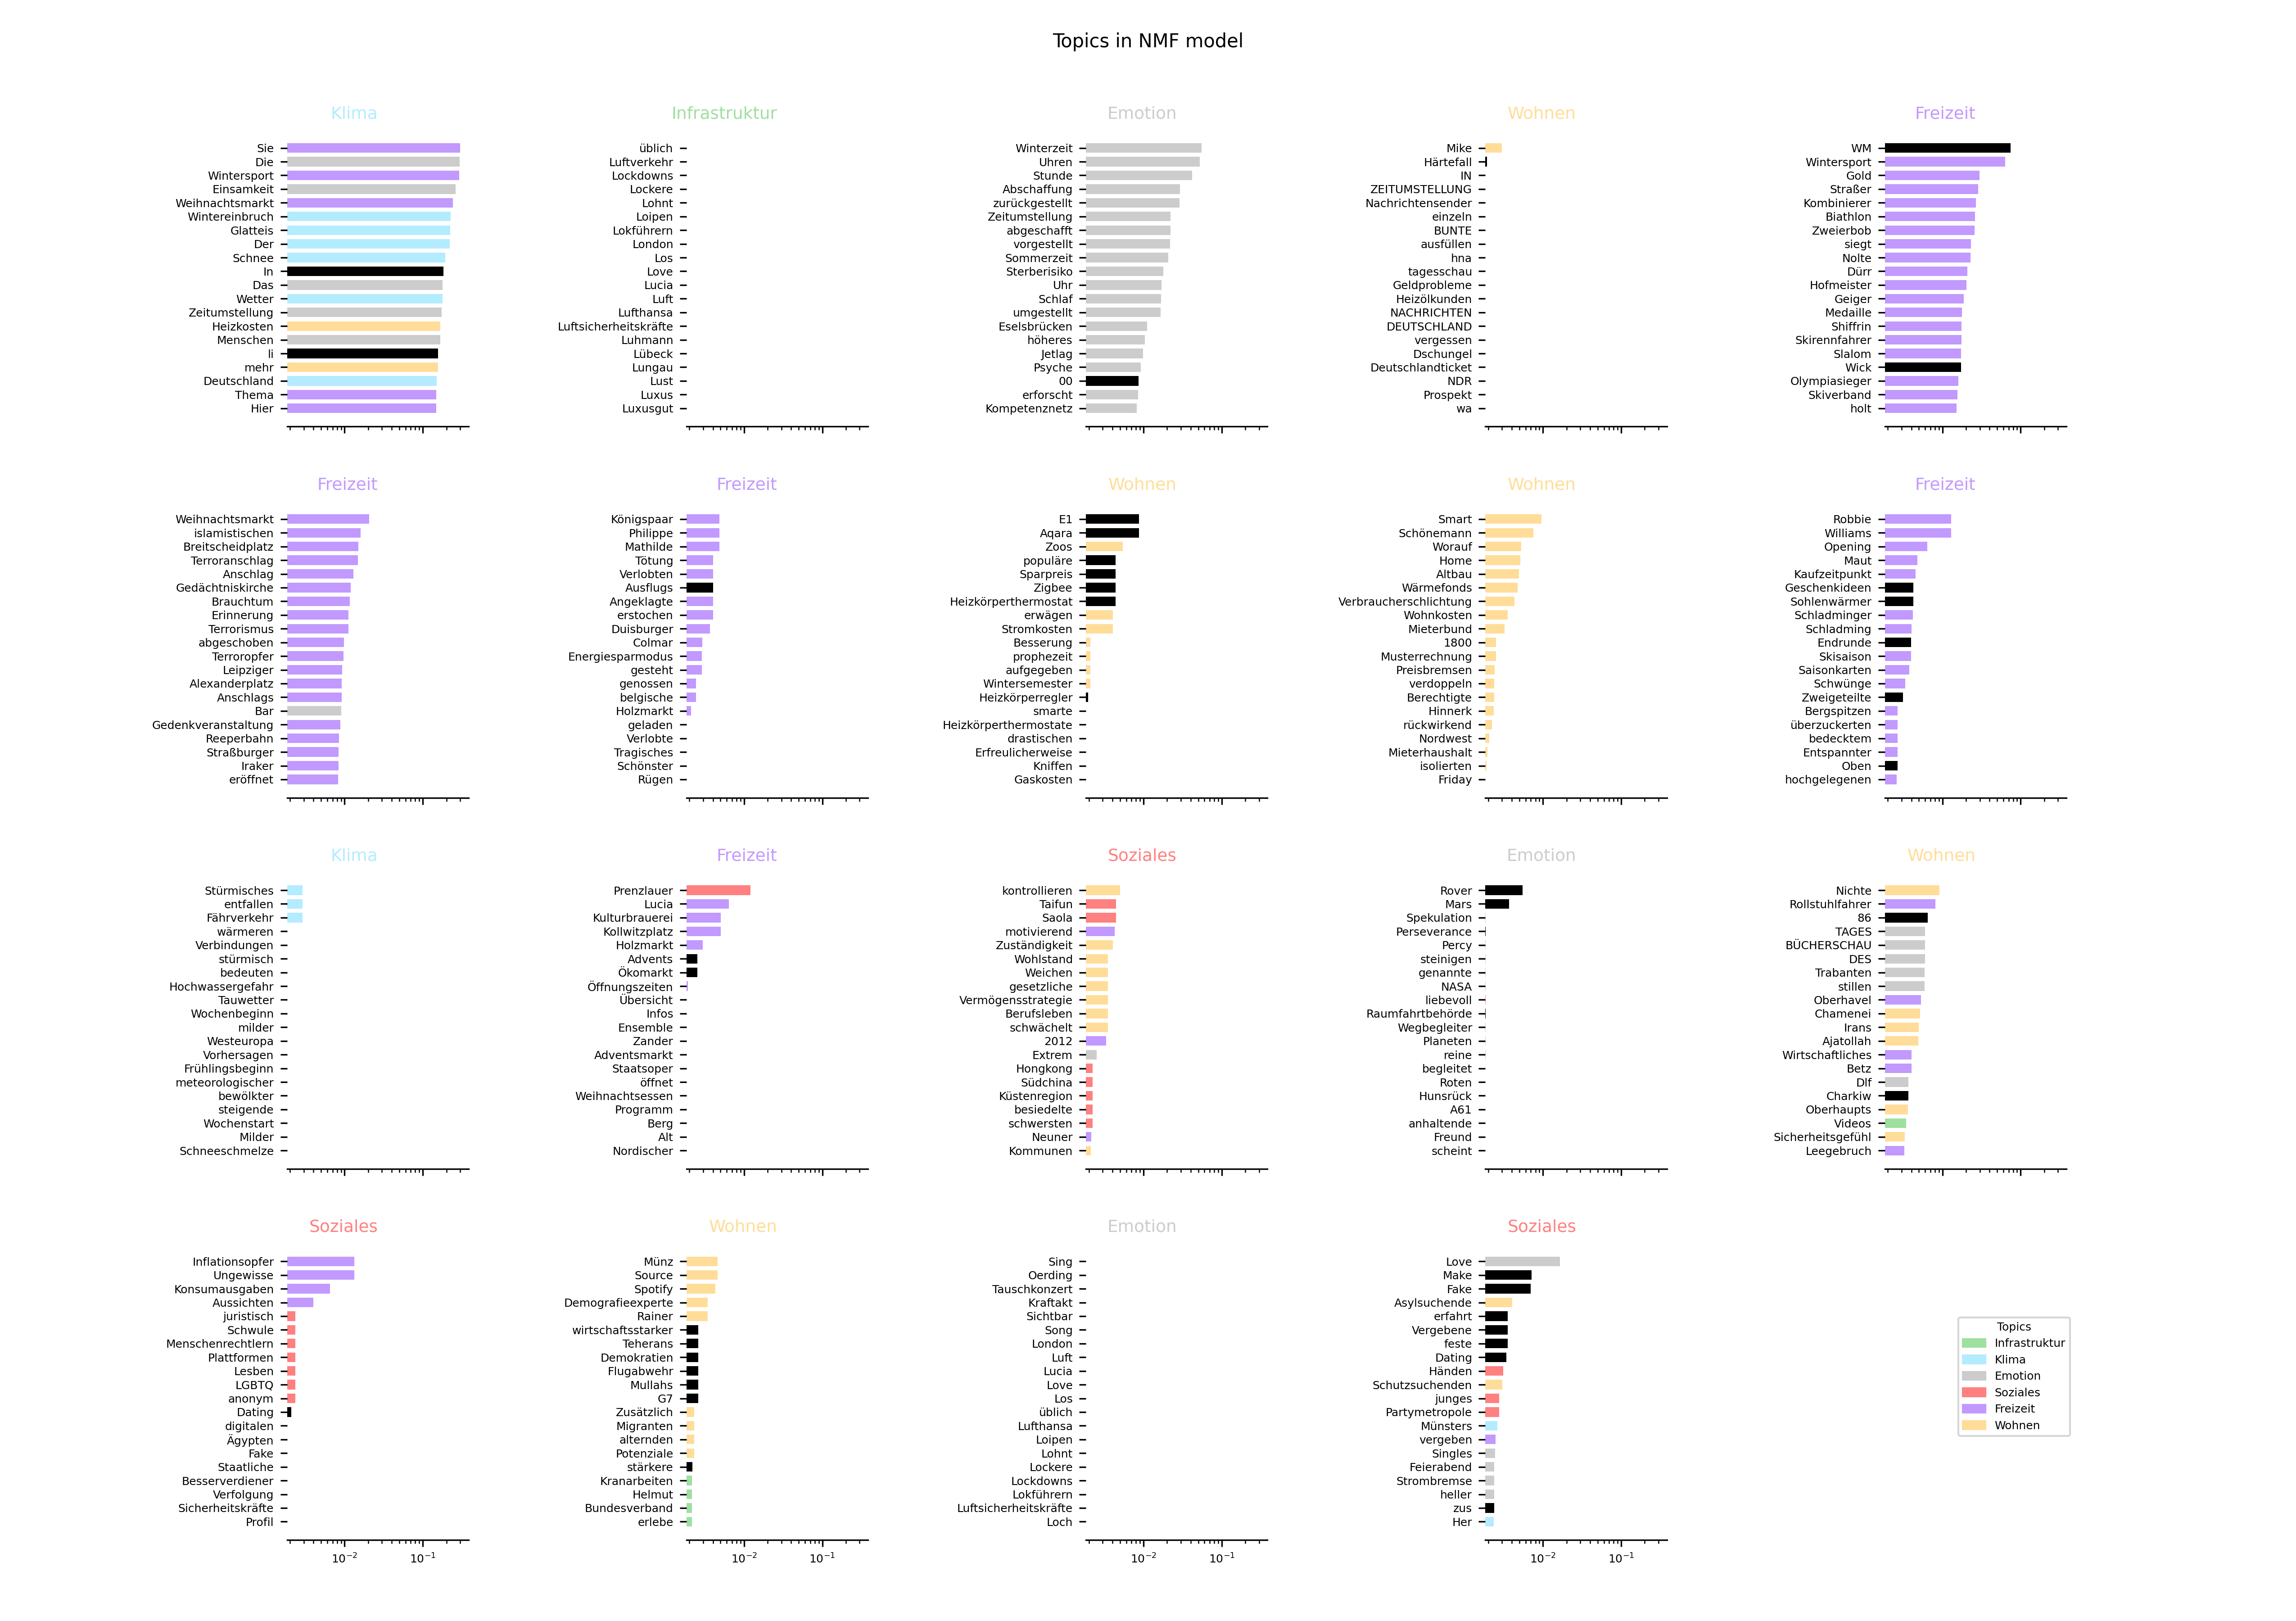 Topics in NMF model
Klima
Sie
Die
Wintersport
Einsamkeit
Weihnachtsmarkt
Wintereinbruch
Glatteis
Der
Schnee
In
Das
Wetter
Zeitumstellung
Heizkosten
Menschen
li
mehr
Deutschland
Thema
Hier
Infrastruktur
üblich
Luftverkehr
Lockdowns
Lockere
Lohnt
Loipen
Lokführern
London
Los
Love
Lucia
Luft
Lufthansa
Luftsicherheitskräfte
Luhmann
Lübeck
Lungau
Lust
Luxus
Luxusgut
Emotion
Winterzeit
Uhren
Stunde
Abschaffung
zurückgestellt
Zeitumstellung
abgeschafft
vorgestellt
Sommerzeit
Sterberisiko
Uhr
Schlaf
umgestellt
Eselsbrücken
höheres
Jetlag
Psyche
00
erforscht
Kompetenznetz
Wohnen
Mike
Härtefall
IN
ZEITUMSTELLUNG
Nachrichtensender
einzeln
BUNTE
ausfüllen
hna
tagesschau
Geldprobleme
Heizölkunden
NACHRICHTEN
DEUTSCHLAND
vergessen
Dschungel
Deutschlandticket
NDR
Prospekt
wa
Freizeit
WM
Wintersport
Gold
Straßer
Kombinierer
Biathlon
Zweierbob
siegt
Nolte
Dürr
Hofmeister
Geiger
Medaille
Shiffrin
Skirennfahrer
Slalom
Wick
Olympiasieger
Skiverband
holt
Freizeit
Weihnachtsmarkt
islamistischen
Breitscheidplatz
Terroranschlag
Anschlag
Gedächtniskirche
Brauchtum
Erinnerung
Terrorismus
abgeschoben
Terroropfer
Leipziger
Alexanderplatz
Anschlags
Bar
Gedenkveranstaltung
Reeperbahn
Straßburger
Iraker
eröffnet
Freizeit
Königspaar
Philippe
Mathilde
Tötung
Verlobten
Ausflugs
Angeklagte
erstochen
Duisburger
Colmar
Energiesparmodus
gesteht
genossen
belgische
Holzmarkt
geladen
Verlobte
Tragisches
Schönster
Rügen
Wohnen
E1
Aqara
Zoos
populäre
Sparpreis
Zigbee
Heizkörperthermostat
erwägen
Stromkosten
Besserung
prophezeit
aufgegeben
Wintersemester
Heizkörperregler
smarte
Heizkörperthermostate
drastischen
Erfreulicherweise
Kniffen
Gaskosten
Wohnen
Smart
Schönemann
Worauf
Home
Altbau
Wärmefonds
Verbraucherschlichtung
Wohnkosten
Mieterbund
1800
Musterrechnung
Preisbremsen
verdoppeln
Berechtigte
Hinnerk
rückwirkend
Nordwest
Mieterhaushalt
isolierten
Friday
Freizeit
Robbie
Williams
Opening
Maut
Kaufzeitpunkt
Geschenkideen
Sohlenwärmer
Schladminger
Schladming
Endrunde
Skisaison
Saisonkarten
Schwünge
Zweigeteilte
Bergspitzen
überzuckerten
bedecktem
Entspannter
Oben
hochgelegenen
Klima
Stürmisches
entfallen
Fährverkehr
wärmeren
Verbindungen
stürmisch
bedeuten
Hochwassergefahr
Tauwetter
Wochenbeginn
milder
Westeuropa
Vorhersagen
Frühlingsbeginn
meteorologischer
bewölkter
steigende
Wochenstart
Milder
Schneeschmelze
Freizeit
Prenzlauer
Lucia
Kulturbrauerei
Kollwitzplatz
Holzmarkt
Advents
Ökomarkt
Öffnungszeiten
Übersicht
Infos
Ensemble
Zander
Adventsmarkt
Staatsoper
öffnet
Weihnachtsessen
Programm
Berg
Alt
Nordischer
Soziales
kontrollieren
Taifun
Saola
motivierend
Zuständigkeit
Wohlstand
Weichen
gesetzliche
Vermögensstrategie
Berufsleben
schwächelt
2012
Extrem
Hongkong
Südchina
Küstenregion
besiedelte
schwersten
Neuner
Kommunen
Emotion
Rover
Mars
Spekulation
Perseverance
Percy
steinigen
genannte
NASA
liebevoll
Raumfahrtbehörde
Wegbegleiter
Planeten
reine
begleitet
Roten
Hunsrück
A61
anhaltende
Freund
scheint
Wohnen
Nichte
Rollstuhlfahrer
86
TAGES
BÜCHERSCHAU
DES
Trabanten
stillen
Oberhavel
Chamenei
Irans
Ajatollah
Wirtschaftliches
Betz
Dlf
Charkiw
Oberhaupts
Videos
Sicherheitsgefühl
Leegebruch
Soziales
Inflationsopfer
Ungewisse
Konsumausgaben
Aussichten
juristisch
Schwule
Menschenrechtlern
Plattformen
Lesben
LGBTQ
anonym
Dating
digitalen
Ägypten
Fake
Staatliche
Besserverdiener
Verfolgung
Sicherheitskräfte
Profil
10⁻² 10⁻¹
Wohnen
Münz
Source
Spotify
Demografieexperte
Rainer
wirtschaftsstarker
Teherans
Demokratien
Flugabwehr
Mullahs
G7
Zusätzlich
Migranten
alternden
Potenziale
stärkere
Kranarbeiten
Helmut
Bundesverband
erlebe
10⁻² 10⁻¹
Emotion
Sing
Oerding
Tauschkonzert
Kraftakt
Sichtbar
Song
London
Luft
Lucia
Love
Los
üblich
Lufthansa
Loipen
Lohnt
Lockere
Lockdowns
Lokführern
Luftsicherheitskräfte
Loch
10⁻² 10⁻¹
Soziales
Love
Make
Fake
Asylsuchende
erfahrt
Vergebene
feste
Dating
Händen
Schutzsuchenden
junges
Partymetropole
Münsters
vergeben
Singles
Feierabend
Strombremse
heller
zus
Her
10⁻² 10⁻¹
Topics
Infrastruktur
Klima
Emotion
Soziales
Freizeit
Wohnen